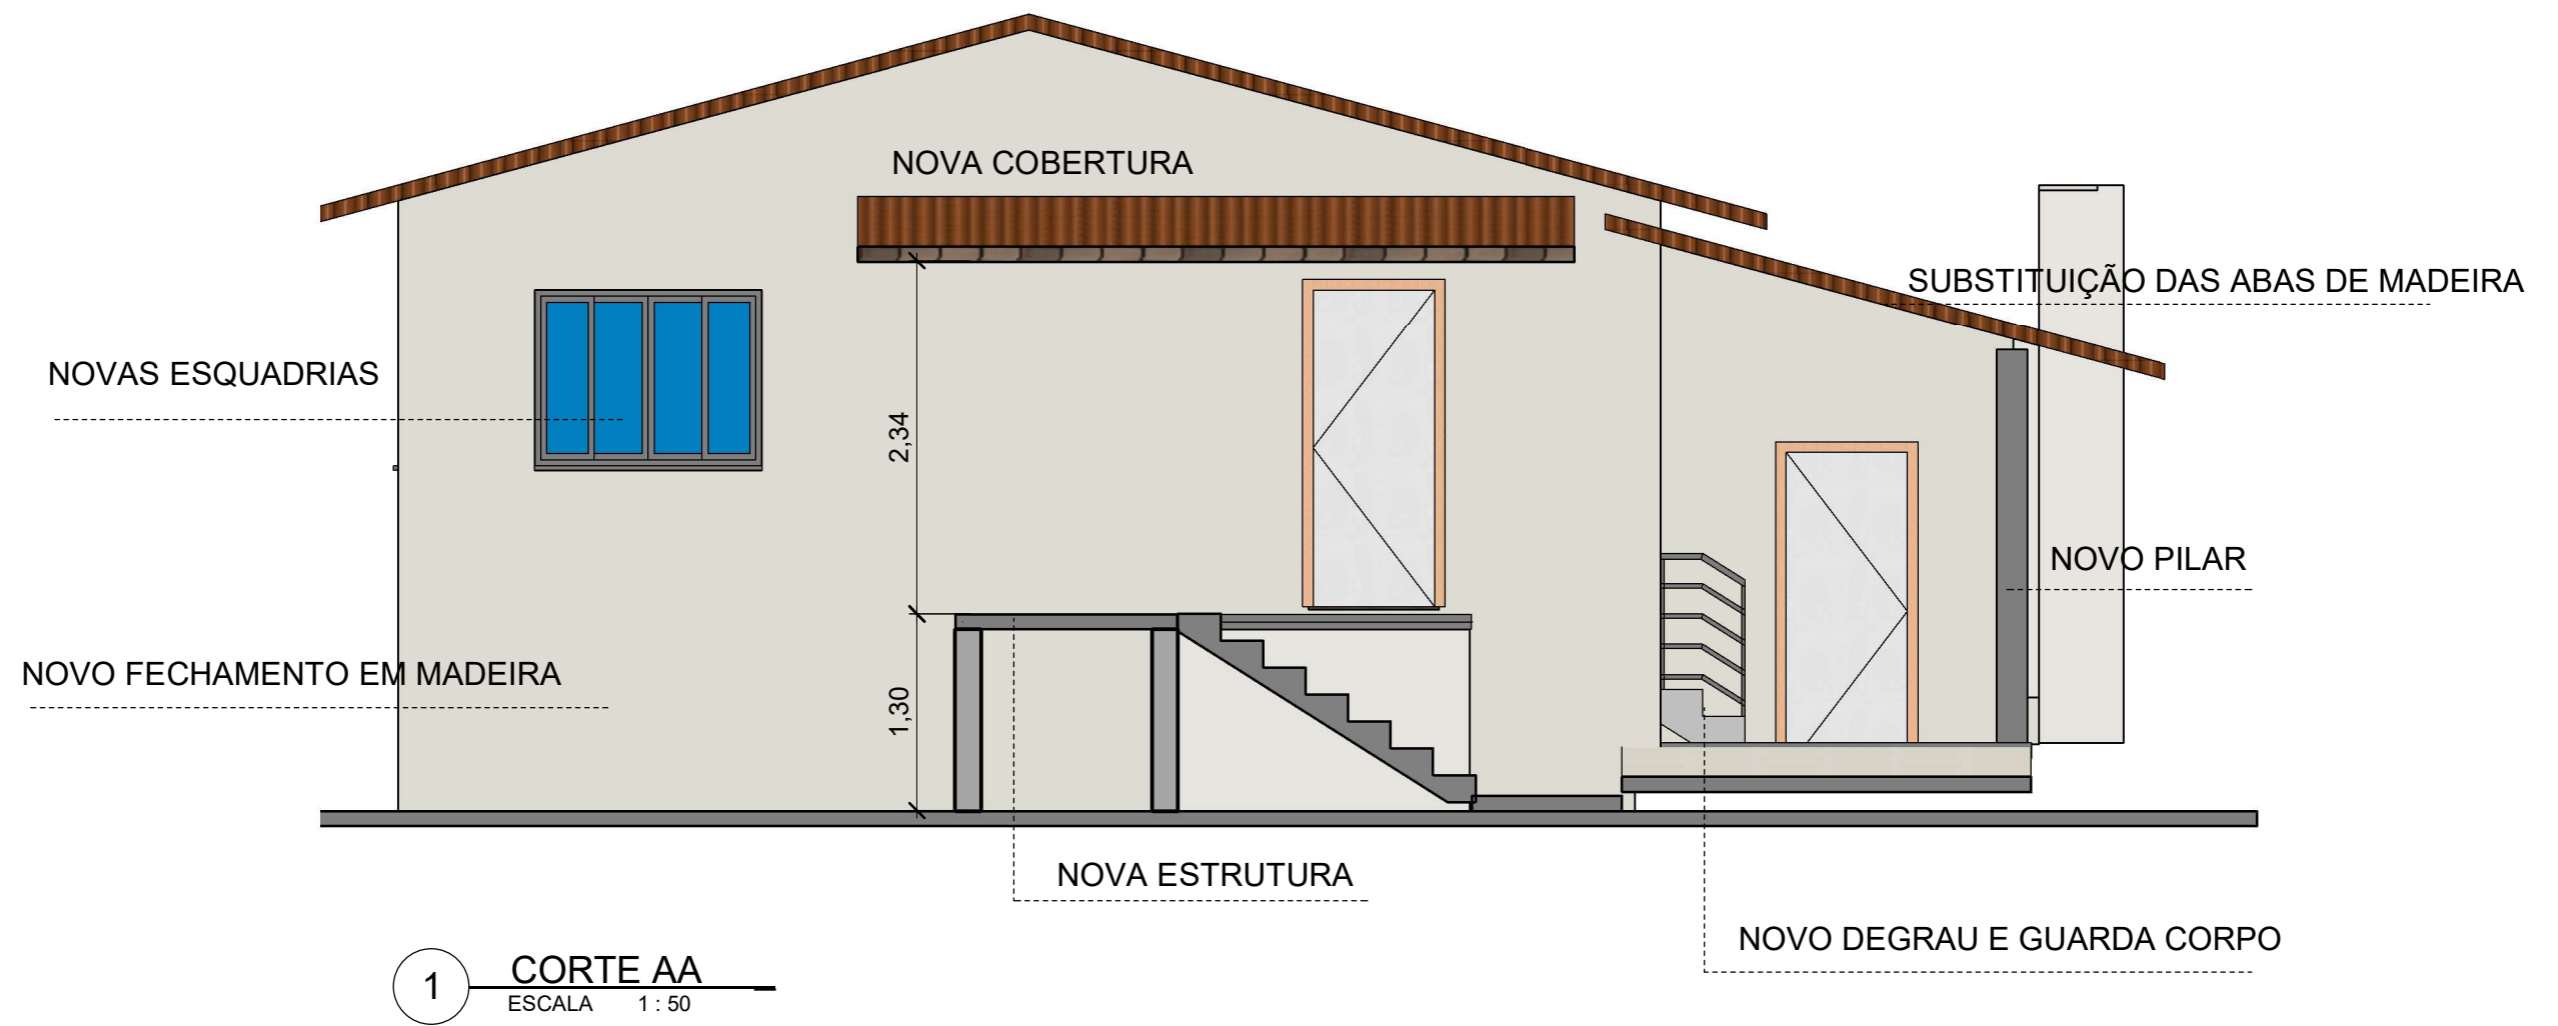 NOVA COBERTURA
SUBSTITUIÇÃO DAS ABAS DE MADEIRA
NOVAS ESQUADRIAS
2,34
NOVO PILAR
NOVO FECHAMENTO EM MADEIRA
1,30
NOVA ESTRUTURA
NOVO DEGRAU E GUARDA CORPO
1
CORTE AA
ESCALA 1 : 50